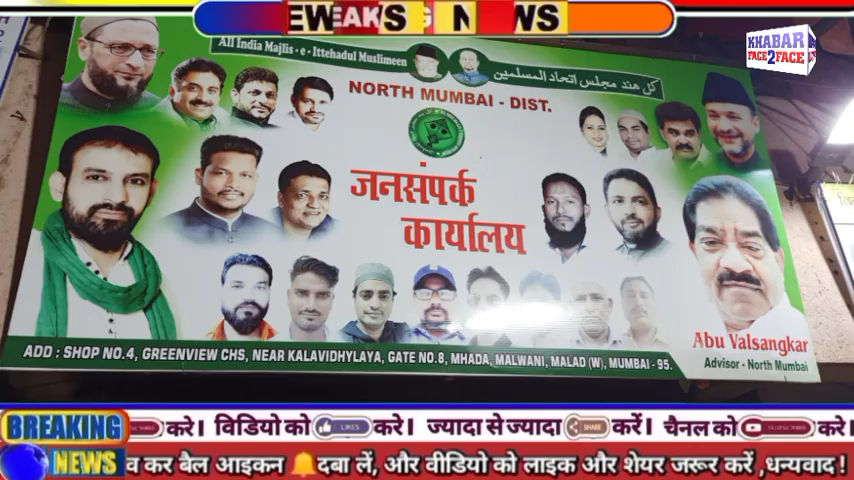 NEWS
KHABAR
FACE2FACE
All India Majlis - e - Ittehadul Muslimeen
کل ہند مجلس اتحاد المسلمین
NORTH MUMBAI - DIST.
जनसंपर्क
कार्यालय
Abu Valsangkar
Advisor - North Mumbai
ADD : SHOP NO.4, GREENVIEW CHS, NEAR KALAVIDHYLAYA, GATE NO.8, MHADA, MALWANI, MALAD (W), MUMBAI - 95.
BREAKING
NEWS
करे। विडियो को LIKES करे। ज्यादा से ज्यादा SHARE करें। चैनल को करे।
कर बैल आइकन दबा लें, और वीडियो को लाइक और शेयर जरूर करें ,धन्यवाद !